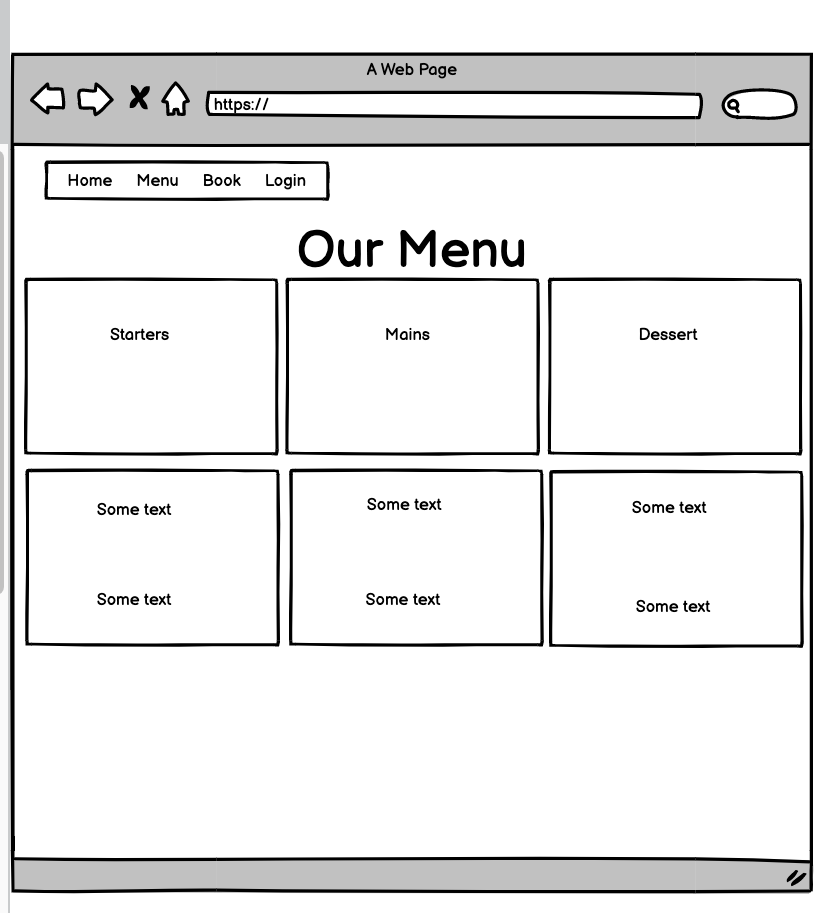 A Web Page
https://
Home Menu Book Login
Our Menu
Starters Mains Dessert
Some text Some text Some text
Some text Some text Some text